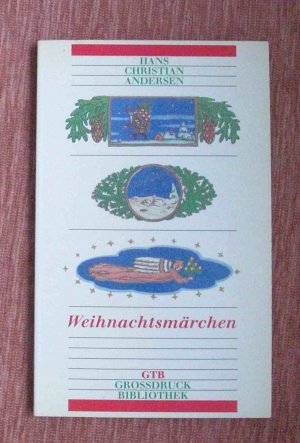 HANS
CHRISTIAN
ANDERSEN
Weihnachtsmärchen
GTB
GROSSDRUCK
BIBLIOTHEK